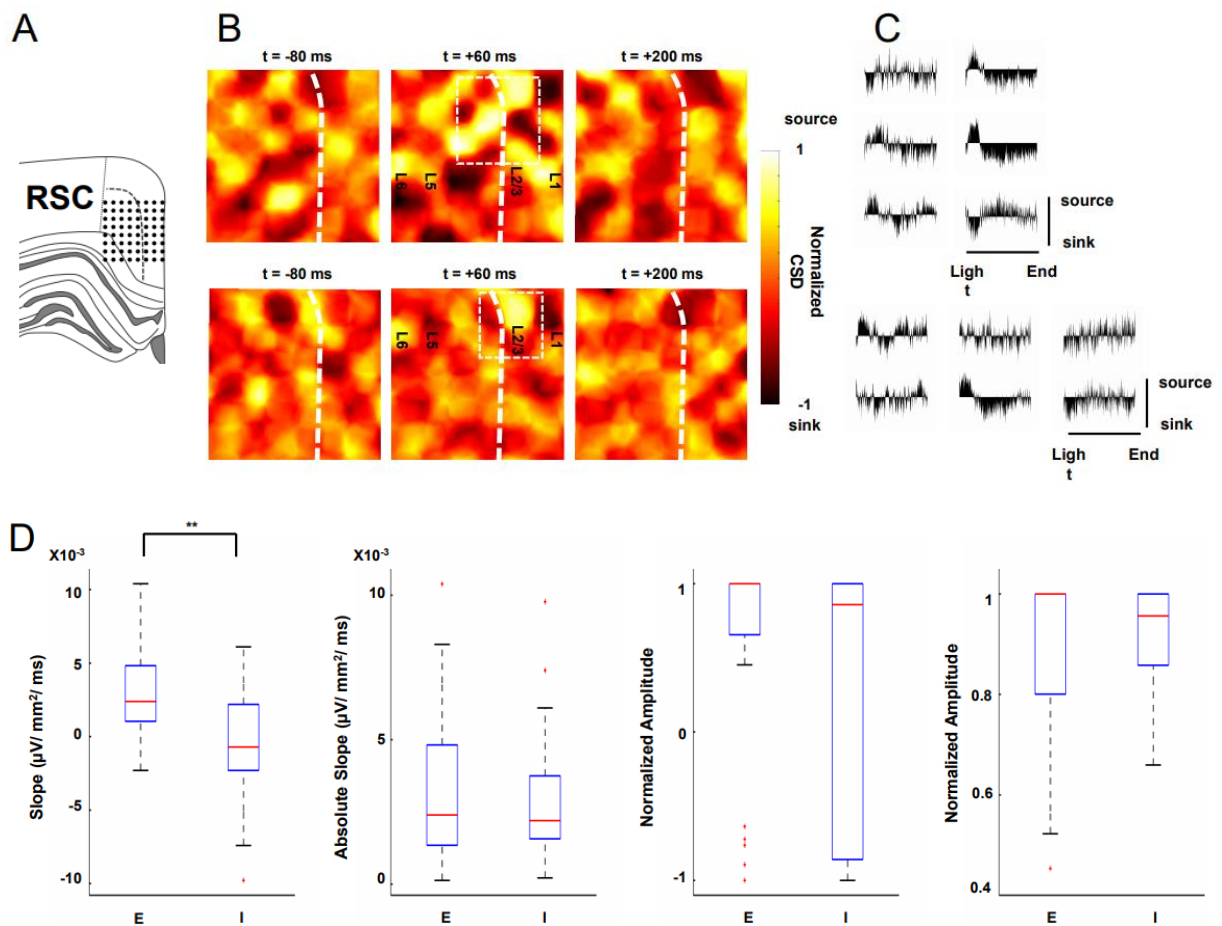 A
B
C
t = -80 ms
t = +60 ms
t = +200 ms
RSC
L6
L5
L2/3
L1
source
1
Normalized
CSD
-1
sink
t = -80 ms
t = +60 ms
t = +200 ms
L6
L5
L2/3
L1
source
sink
Ligh
t
End
source
sink
Ligh
t
End
D
X10-3
**
10
5
0
-5
-10
Slope (µV/ mm2/ ms)
E
I
X10-3
10
5
0
Absolute Slope (µV/ mm2/ ms)
E
I
1
0
-1
Normalized Amplitude
E
I
1
0.8
0.6
0.4
Normalized Amplitude
E
I